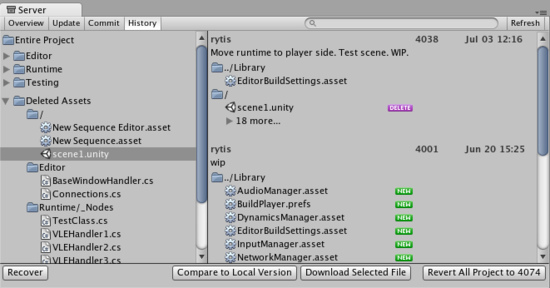 Server
Overview Update Commit History Refresh
Entire Project
Editor
Runtime
Testing
Deleted Assets
/
New Sequence Editor.asset
New Sequence.asset
scene1.unity
Editor
BaseWindowHandler.cs
Connections.cs
Runtime/_Nodes
TestClass.cs
VLEHandler1.cs
VLEHandler2.cs
VLEHandler3.cs
rytis 4038 Jul 03 12:16
Move runtime to player side. Test scene. WIP.
../Library
EditorBuildSettings.asset
/
scene1.unity DELETE
18 more...
rytis 4001 Jun 20 15:25
wip
../Library
AudioManager.asset NEW
BuildPlayer.prefs NEW
DynamicsManager.asset NEW
EditorBuildSettings.asset NEW
InputManager.asset NEW
NetworkManager.asset NEW
Recover Compare to Local Version Download Selected File Revert All Project to 4074